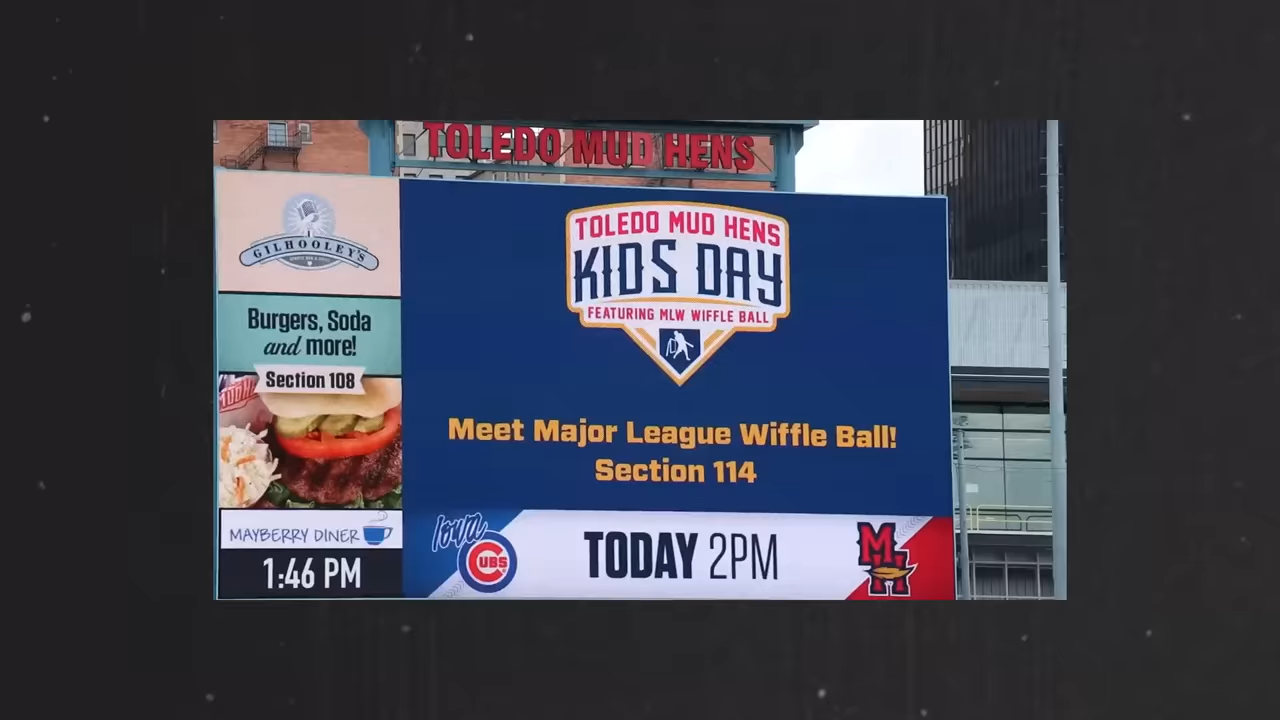 TOLEDO MUD HENS
GILHOOLEY'S
Burgers, Soda
and more!
Section 108
MAYBERRY DINER
1:46 PM
TOLEDO MUD HENS
KIDS DAY
FEATURING MLW WIFFLE BALL
Meet Major League Wiffle Ball!
Section 114
Iowa
CUBS
TODAY 2PM
MH